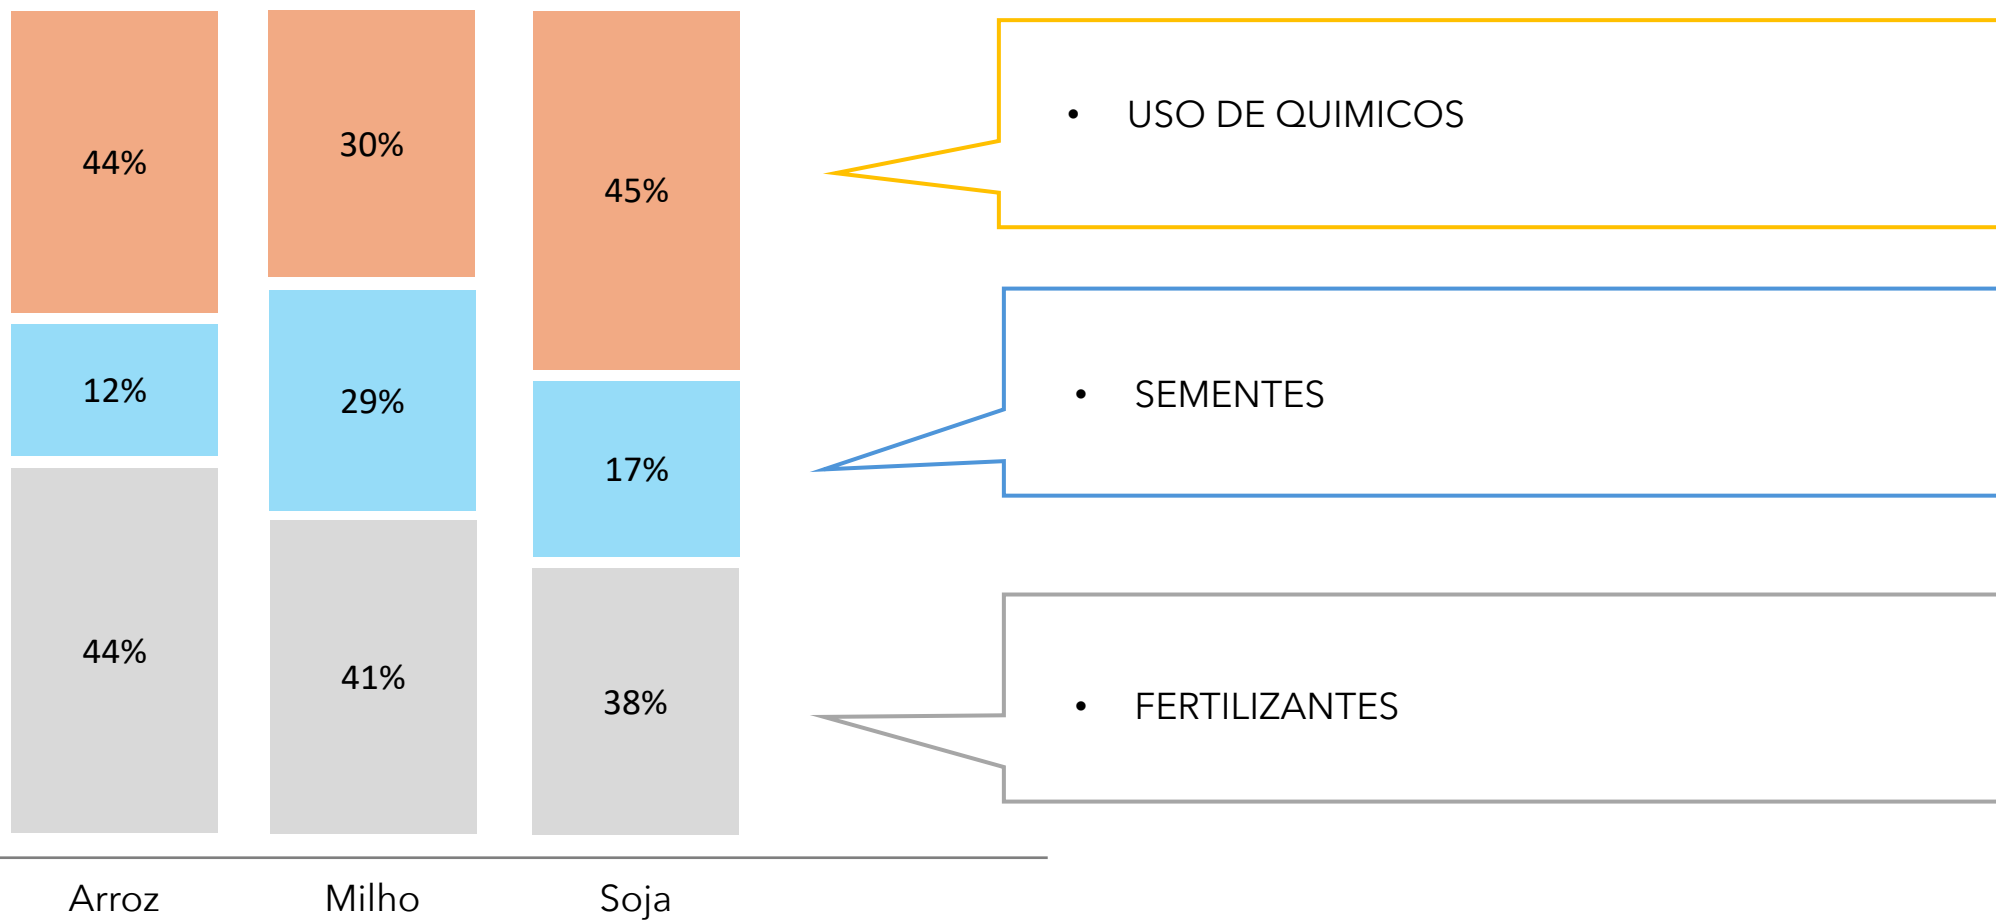 44%
30%
45%
• USO DE QUIMICOS
12%
29%
17%
• SEMENTES
44%
41%
38%
• FERTILIZANTES
Arroz
Milho
Soja